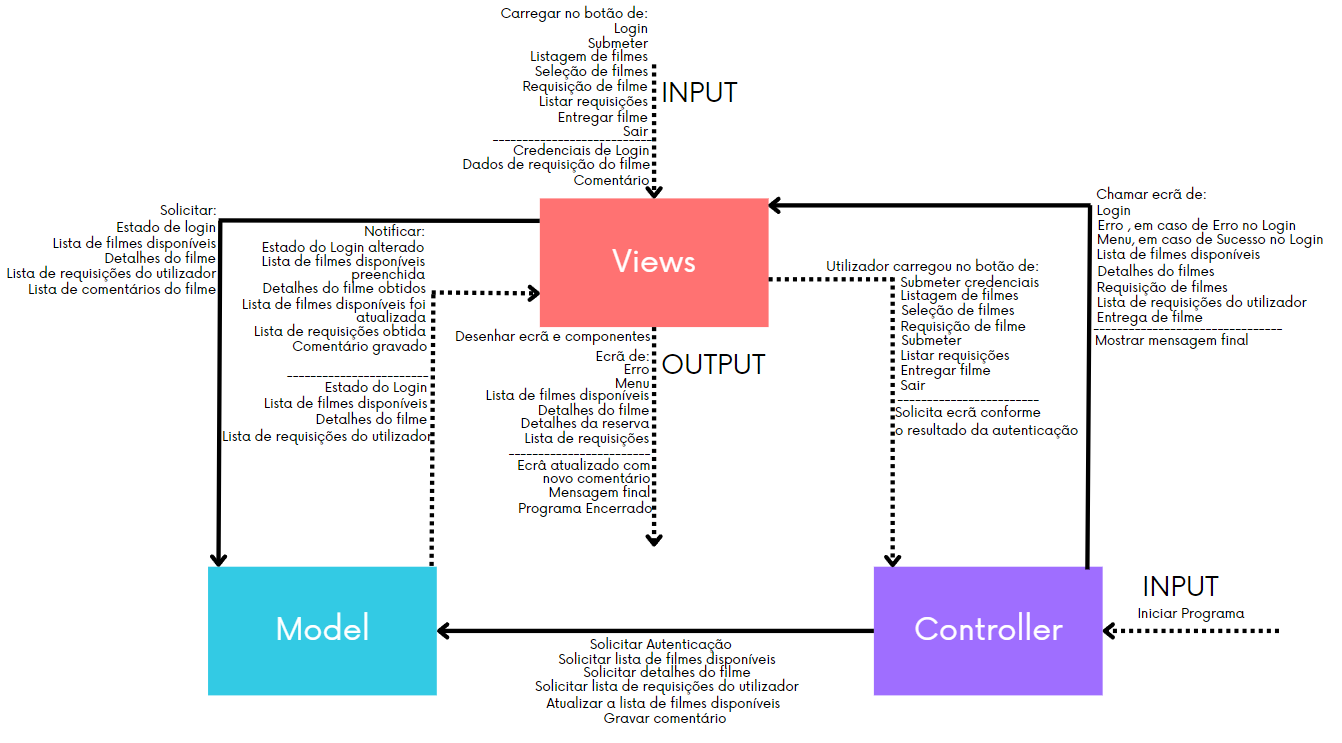 Carregar no botão de:
Login
Submeter
Listagem de filmes
Seleção de filmes
Requisição de filme
Listar requisições
Entregar filme
Sair
---------------------------
Credenciais de Login
Dados de requisição do filme
Comentário
INPUT
Solicitar:
Estado de login
Lista de filmes disponíveis
Detalhes do filme
Lista de requisições do utilizador
Lista de comentários do filme
Notificar:
Estado do Login alterado
Lista de filmes disponíveis
preenchida
Detalhes do filme obtidos
Lista de filmes disponíveis foi
atualizada
Lista de requisições obtida
Comentário gravado
------------------------
Estado do Login
Lista de filmes disponíveis
Detalhes do filme
Lista de requisições do utilizador
Views
Desenhar ecrã e componentes
Ecrã de:
Erro
Menu
Lista de filmes disponíveis
Detalhes do filme
Detalhes da reserva
Lista de requisições
------------------------
Ecrâ atualizado com
novo comentário
Mensagem final
Programa Encerrado
OUTPUT
Utilizador carregou no botão de:
Submeter credenciais
Listagem de filmes
Seleção de filmes
Requisição de filme
Submeter
Listar requisições
Entregar filme
Sair
------------------------
Solicita ecrã conforme
o resultado da autenticação
Chamar ecrã de:
Login
Erro , em caso de Erro no Login
Menu, em caso de Sucesso no Login
Lista de filmes disponíveis
Detalhes do filmes
Requisição de filmes
Lista de requisições do utilizador
Entrega de filme
--------------------------------
Mostrar mensagem final
Model
Controller
INPUT
Iniciar Programa
Solicitar Autenticação
Solicitar lista de filmes disponíveis
Solicitar detalhes do filme
Solicitar lista de requisições do utilizador
Atualizar a lista de filmes disponíveis
Gravar comentário